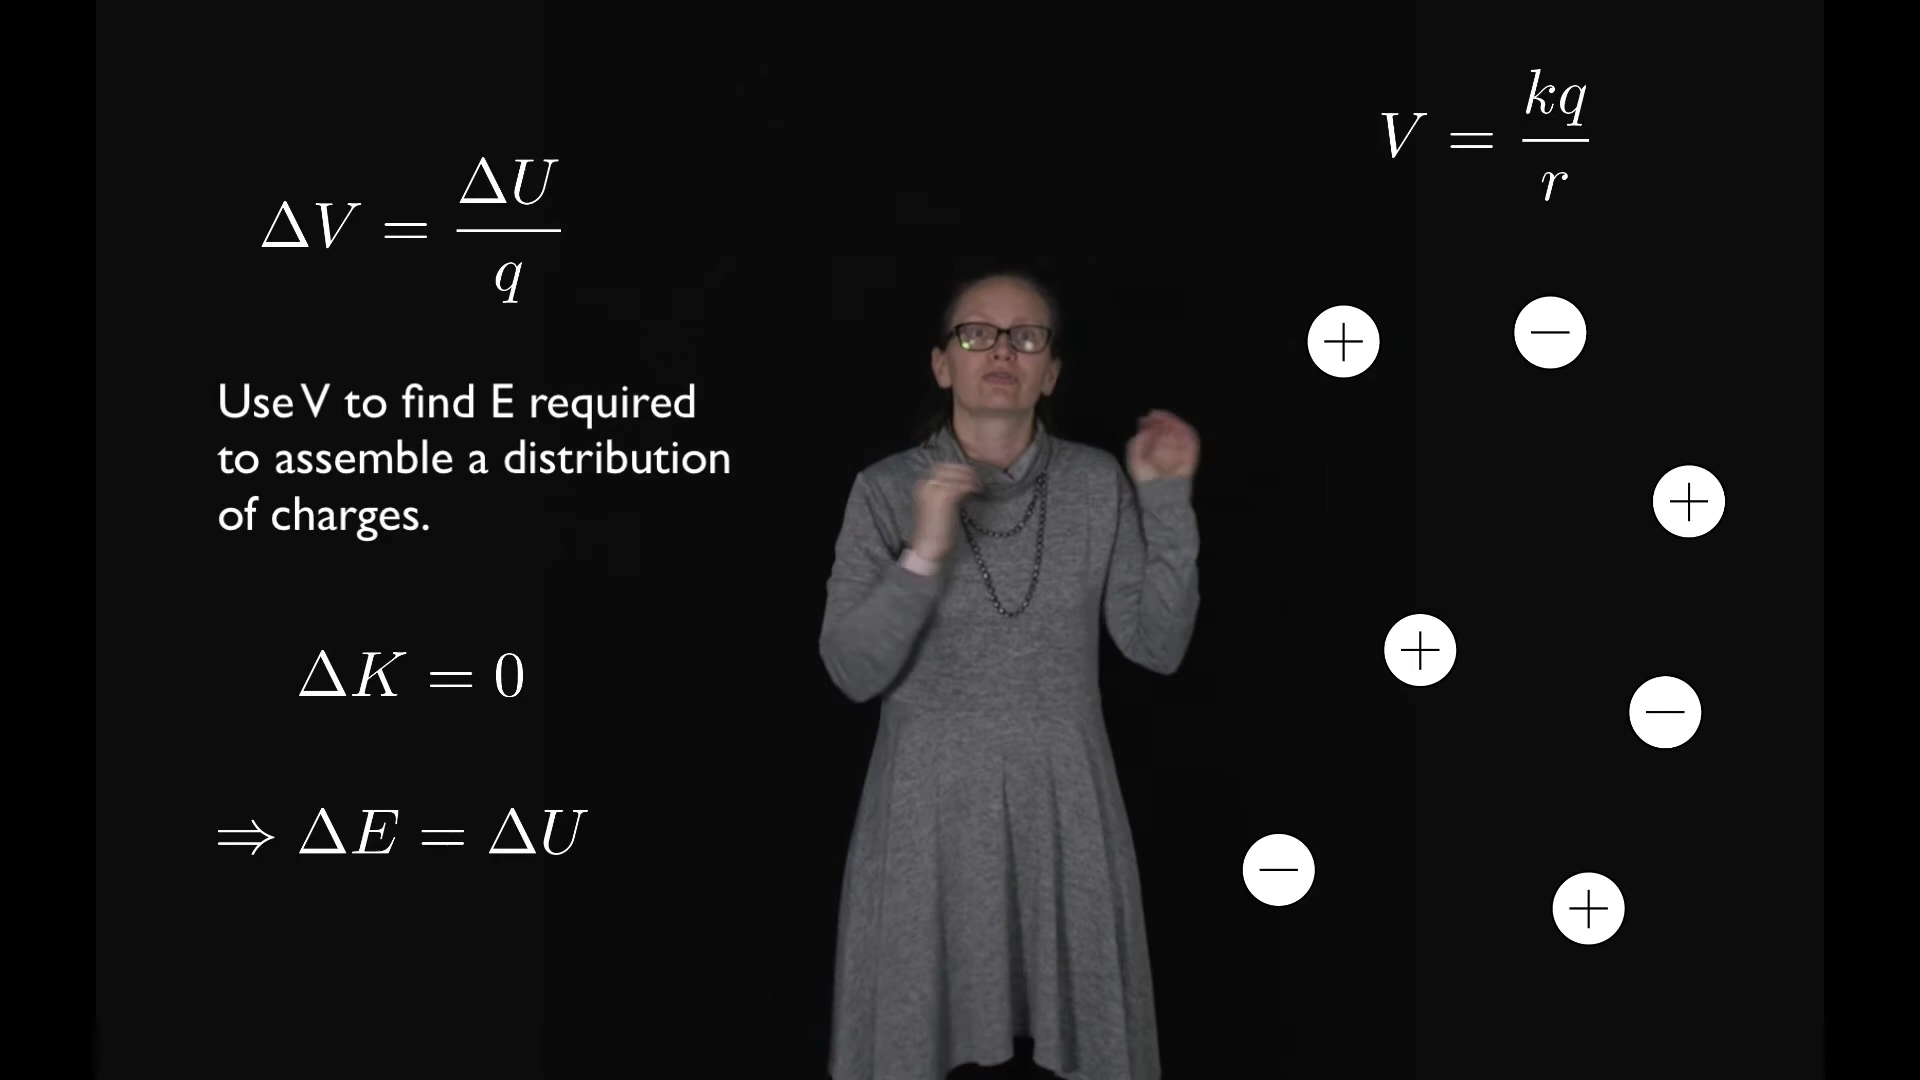 ΔV = ΔU/q
Use V to find E required
to assemble a distribution
of charges.
ΔK = 0
⇒ ΔE = ΔU
V = kq/r
+ −
+
+
−
−
+